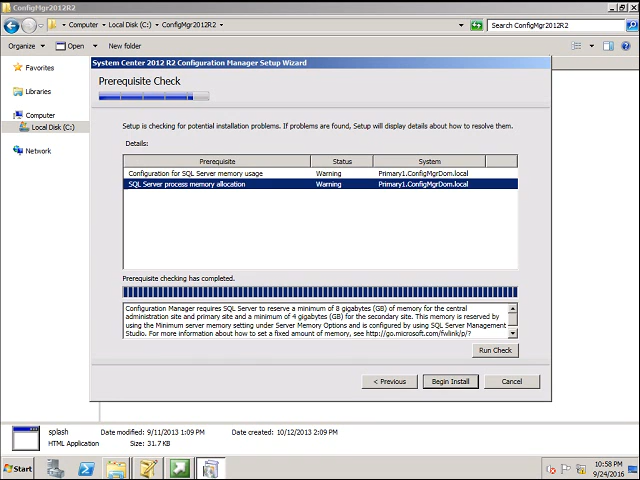 ConfigMgr2012R2
Computer ▸ Local Disk (C:) ▸ ConfigMgr2012R2 ▸
Search ConfigMgr2012R2
Organize
Open
New folder
Favorites
Libraries
Computer
Local Disk (C:)
Network
System Center 2012 R2 Configuration Manager Setup Wizard
Prerequisite Check
Setup is checking for potential installation problems. If problems are found, Setup will display details about how to resolve them.
Details:
Prerequisite Status System
Configuration for SQL Server memory usage Warning Primary1.ConfigMgrDom.local
SQL Server process memory allocation Warning Primary1.ConfigMgrDom.local
Prerequisite checking has completed.
Configuration Manager requires SQL Server to reserve a minimum of 8 gigabytes (GB) of memory for the central
administration site and primary site and a minimum of 4 gigabytes (GB) for the secondary site. This memory is reserved by
using the Minimum server memory setting under Server Memory Options and is configured by using SQL Server Management
Studio. For more information about how to set a fixed amount of memory, see http://go.microsoft.com/fwlink/p/?
Run Check
< Previous
Begin Install
Cancel
splash Date modified: 9/11/2013 1:09 PM Date created: 10/12/2013 2:09 PM
HTML Application Size: 31.7 KB
Start
10:58 PM
9/24/2016